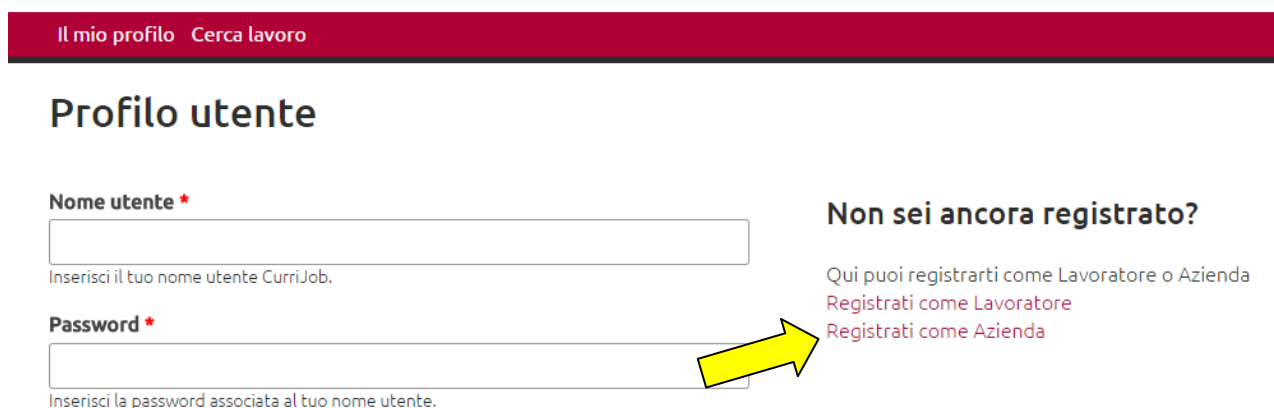 Il mio profilo Cerca lavoro
Profilo utente
Nome utente *
Inserisci il tuo nome utente CurriJob.
Password *
Inserisci la password associata al tuo nome utente.
Non sei ancora registrato?
Qui puoi registrarti come Lavoratore o Azienda
Registrati come Lavoratore
Registrati come Azienda